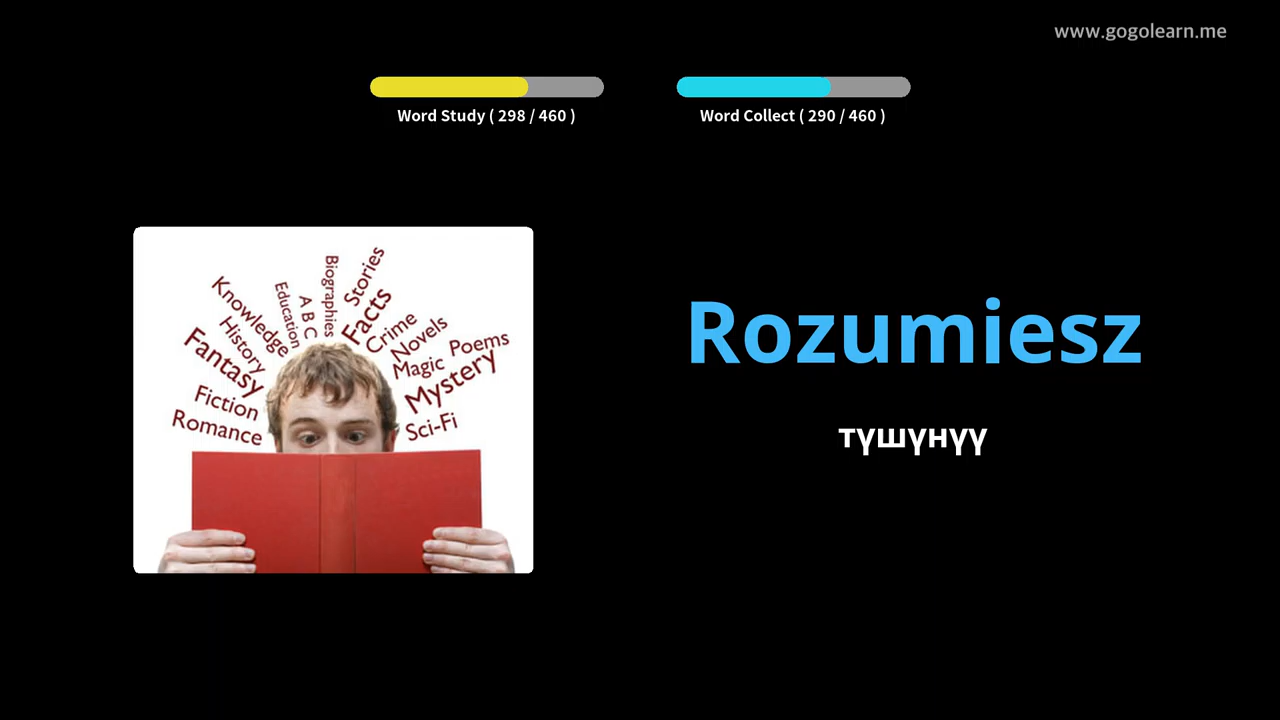 www.gogolearn.me
Word Study ( 298 / 460 )
Word Collect ( 290 / 460 )
Stories
Biographies
Facts
A B C
Education
Knowledge
Crime
Novels
History
Poems
Magic
Fantasy
Mystery
Fiction
Sci-Fi
Romance
Rozumiesz
түшүнүү